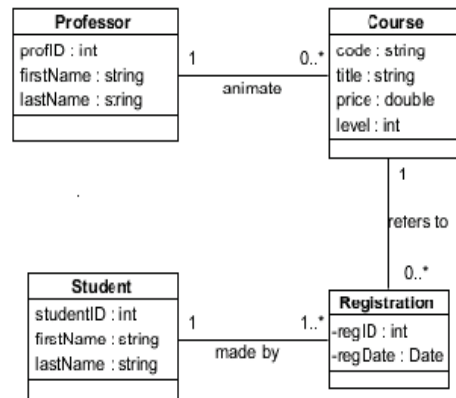 Professor
profID : int
firstName : string
lastName : string
1
0..*
animate
Course
code : string
title : string
price : double
level : int
1
refers to
0..*
Student
studentID : int
firstName : string
lastName : string
1
1..*
made by
Registration
-regID : int
-regDate : Date